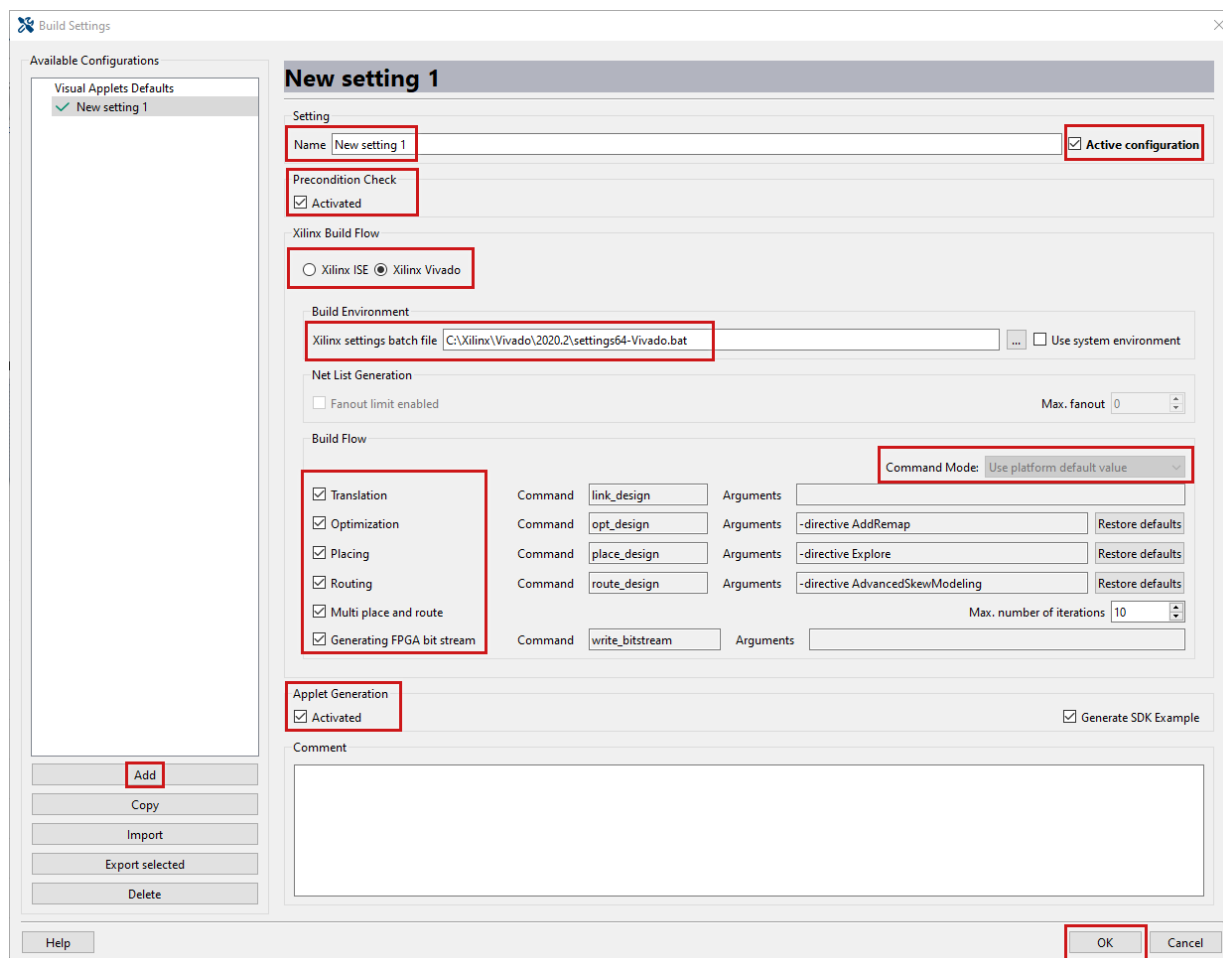 Build Settings
Available Configurations
Visual Applets Defaults
New setting 1
New setting 1
Setting
Name New setting 1 Active configuration
Precondition Check
Activated
Xilinx Build Flow
Xilinx ISE Xilinx Vivado
Build Environment
Xilinx settings batch file C:\Xilinx\Vivado\2020.2\settings64-Vivado.bat ... Use system environment
Net List Generation
Fanout limit enabled Max. fanout 0
Build Flow
Command Mode: Use platform default value
Translation Command link_design Arguments
Optimization Command opt_design Arguments -directive AddRemap Restore defaults
Placing Command place_design Arguments -directive Explore Restore defaults
Routing Command route_design Arguments -directive AdvancedSkewModeling Restore defaults
Multi place and route Max. number of iterations 10
Generating FPGA bit stream Command write_bitstream Arguments
Applet Generation
Activated Generate SDK Example
Comment
Add
Copy
Import
Export selected
Delete
Help OK Cancel